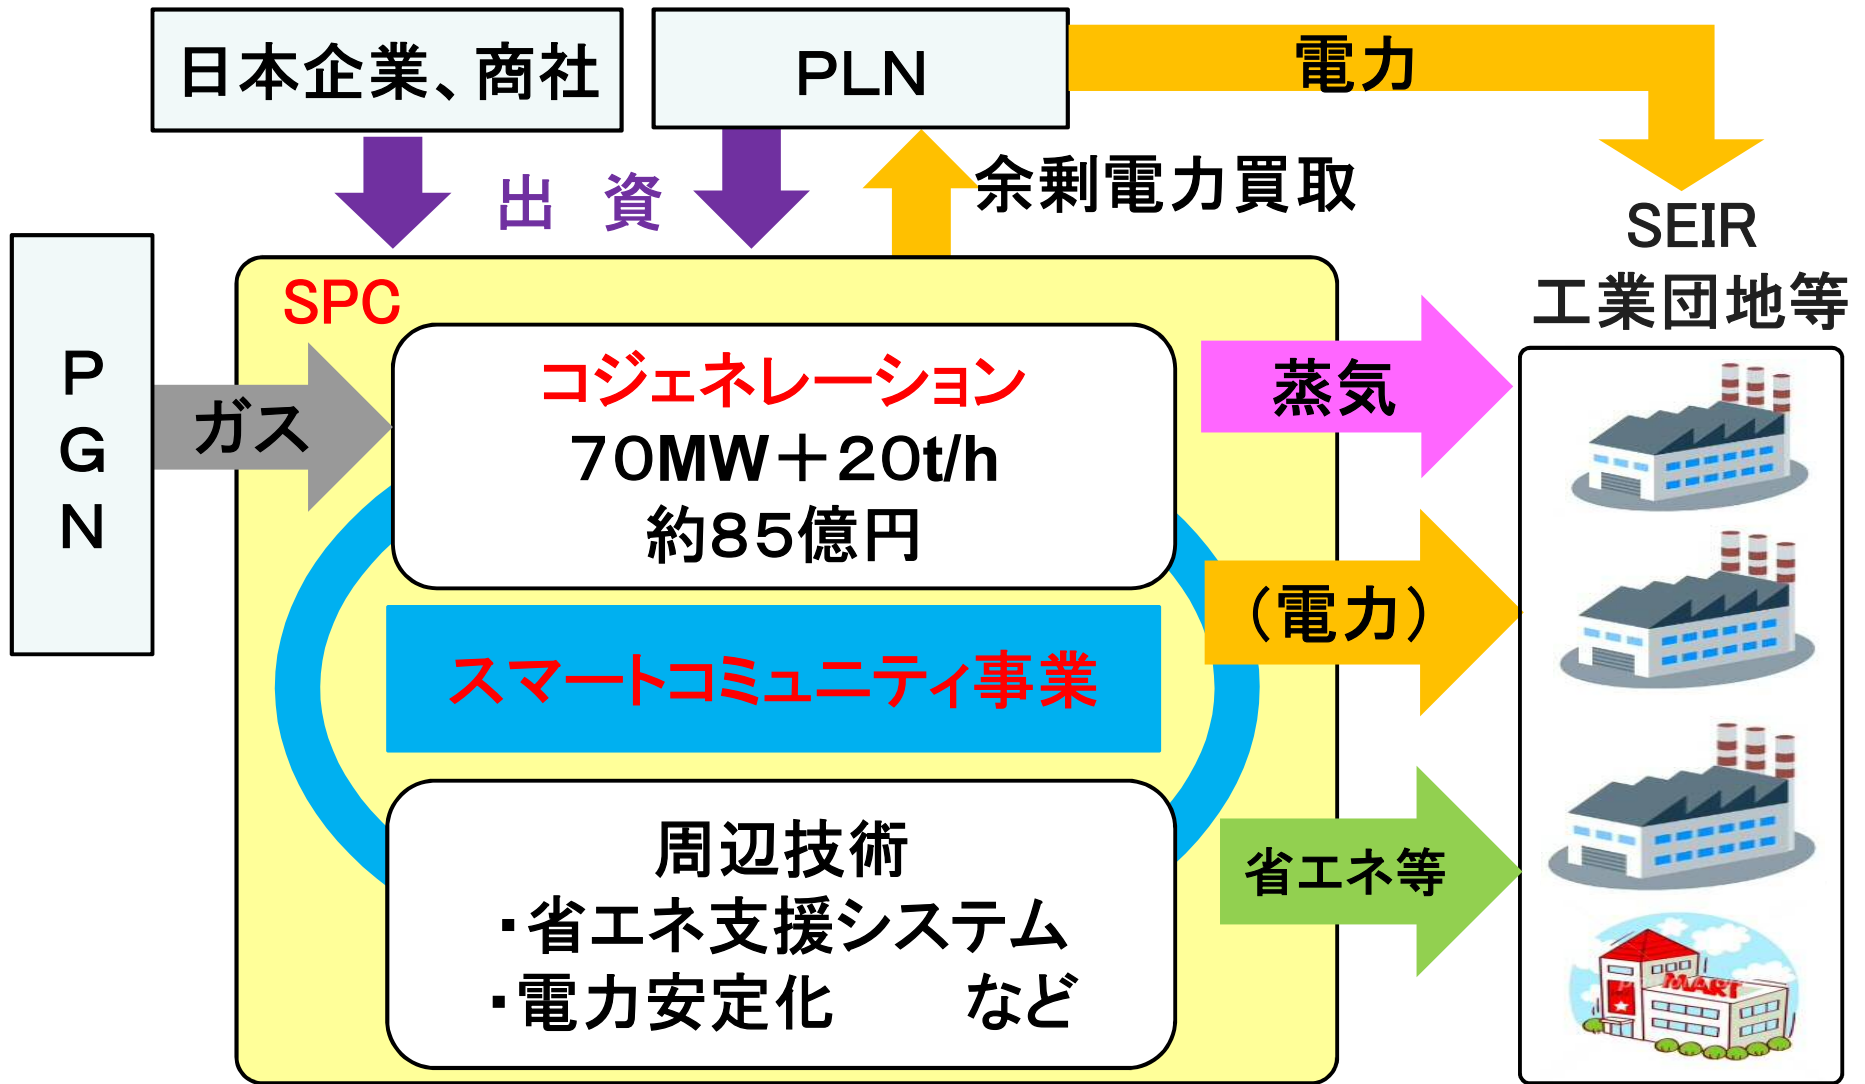 日本企業、商社
PLN
電力
出　資
余剰電力買取
SEIR
工業団地等
PGN
ガス
SPC
コジェネレーション
70MW＋20t/h
約85億円
スマートコミュニティ事業
周辺技術
・省エネ支援システム
・電力安定化　　など
蒸気
（電力）
省エネ等
MART